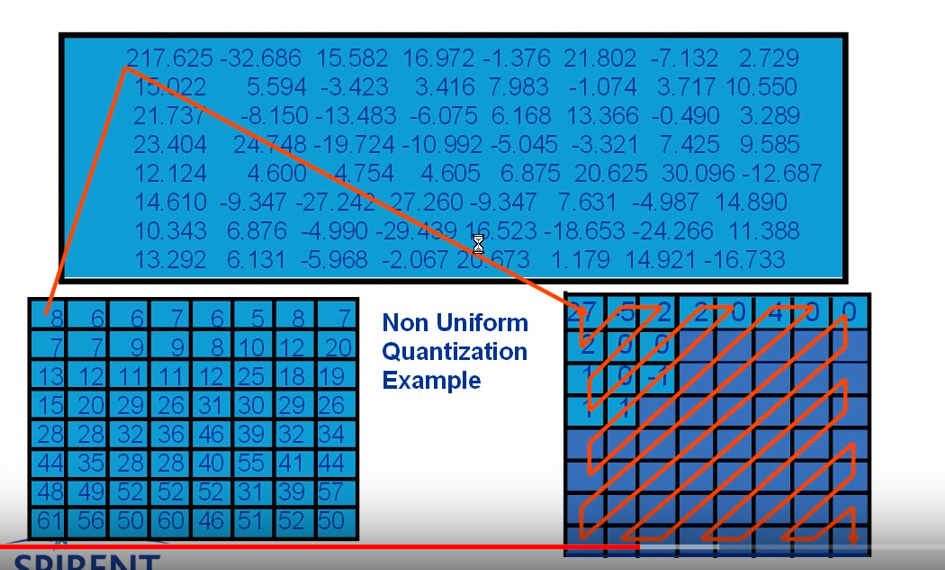 217.625 -32.686 15.582 16.972 -1.376 21.802 -7.132 2.729
15.022 5.594 -3.423 3.416 7.983 -1.074 3.717 10.550
21.737 -8.150 -13.483 -6.075 6.168 13.366 -0.490 3.289
23.404 24.748 -19.724 -10.992 -5.045 -3.321 7.425 9.585
12.124 4.600 4.754 4.605 6.875 20.625 30.096 -12.687
14.610 -9.347 -27.242 -27.260 -9.347 7.631 -4.987 14.890
10.343 6.876 -4.990 -29.439 16.523 -18.653 -24.266 11.388
13.292 6.131 -5.968 -2.067 20.673 1.179 14.921 -16.733
8 6 6 7 6 5 8 7
7 7 9 9 8 10 12 20
13 12 11 11 12 25 18 19
15 20 29 26 31 30 29 26
28 28 32 36 46 39 32 34
44 35 28 28 40 55 41 44
48 49 52 52 52 31 39 57
61 56 50 60 46 51 52 50
Non Uniform
Quantization
Example
27 -5 2 2 0 4 0 0
2 0 0
1 0 -1
1 1
SPIRENT